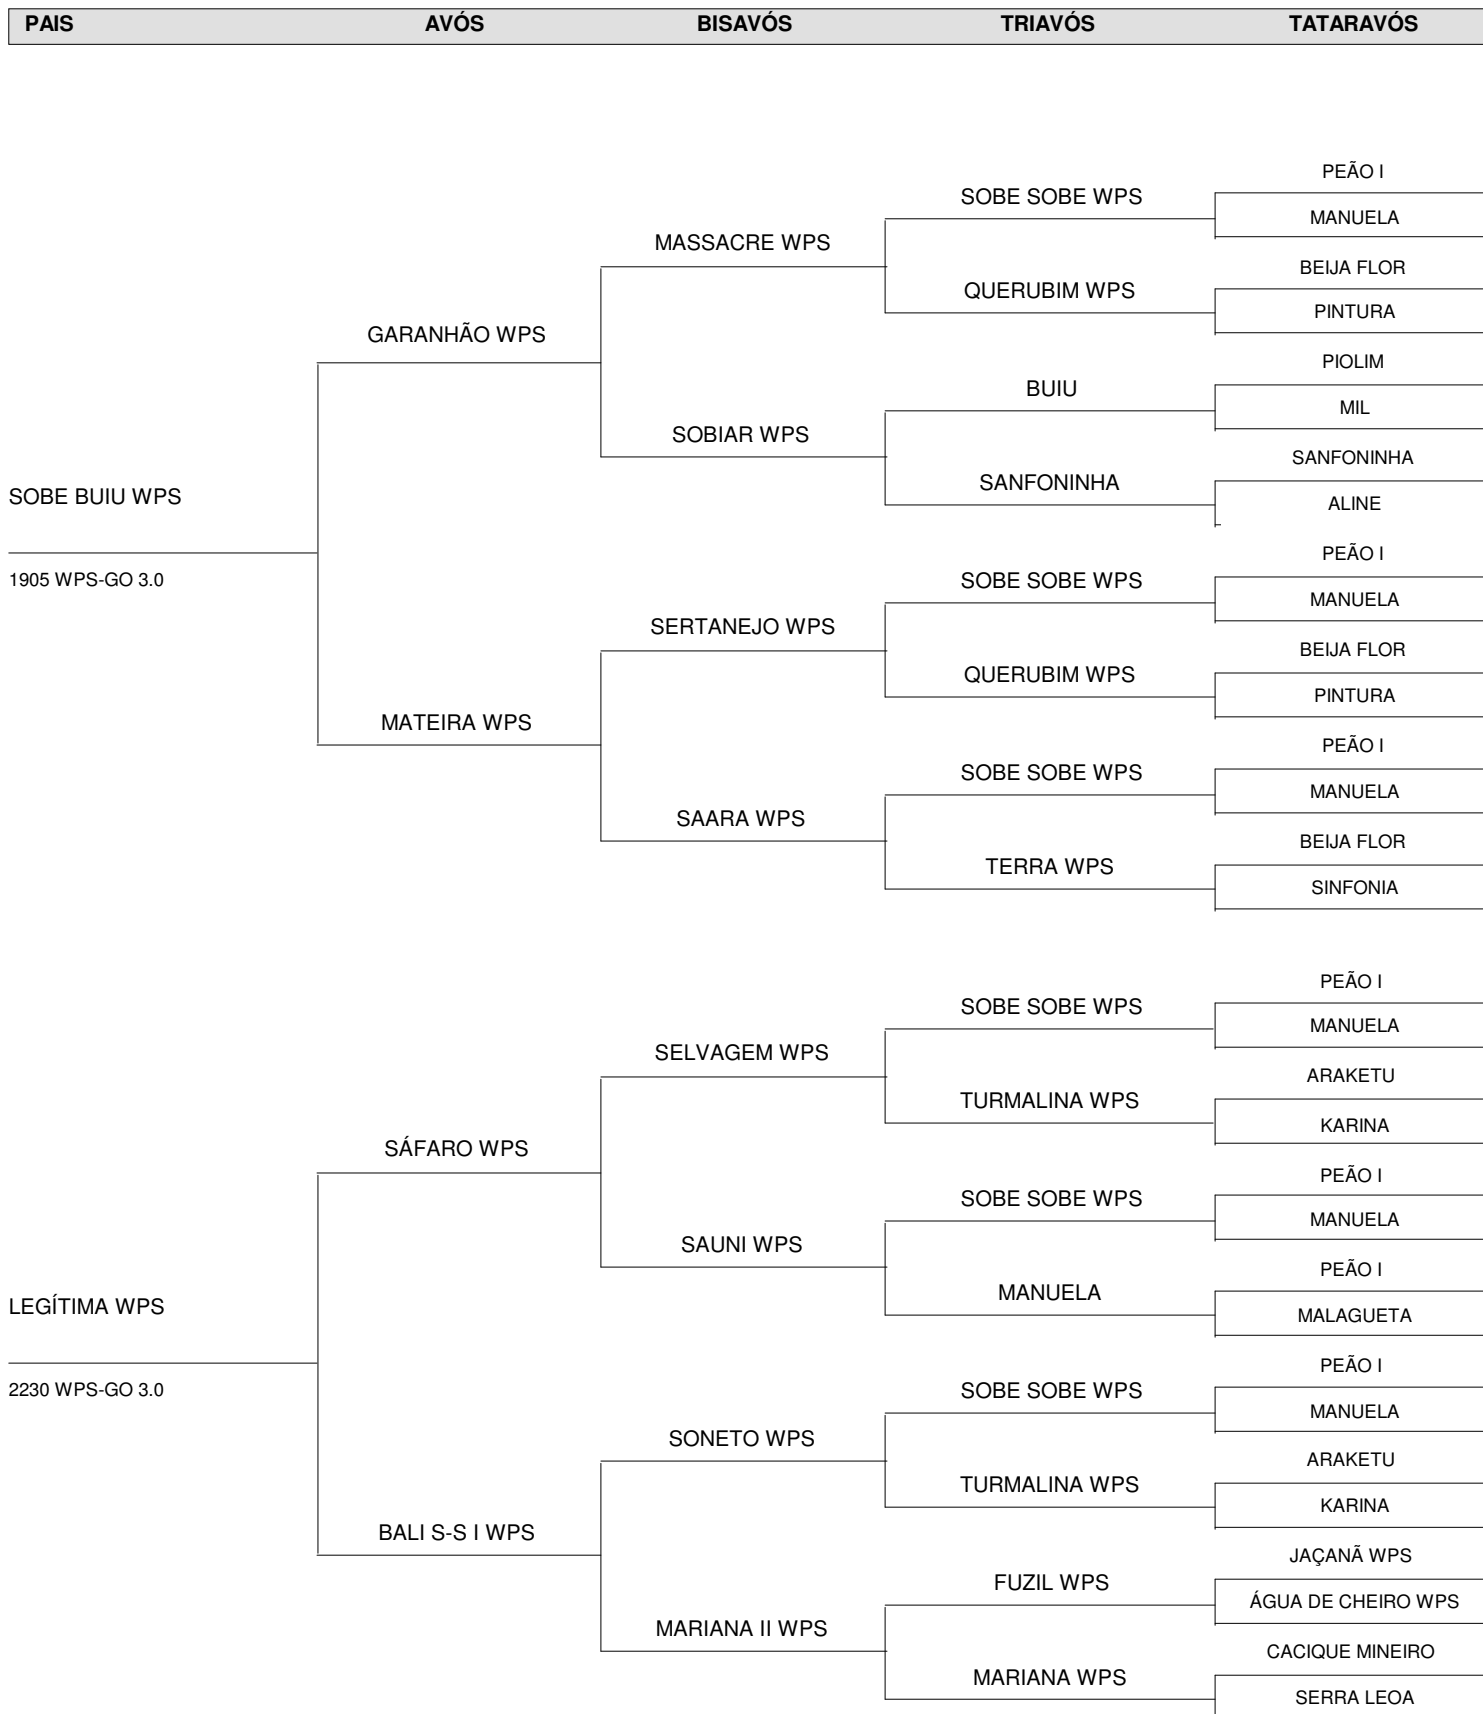 PAIS AVÓS BISAVÓS TRIAVÓS TATARAVÓS
PEÃO I
SOBE SOBE WPS
MANUELA
MASSACRE WPS
BEIJA FLOR
QUERUBIM WPS
PINTURA
GARANHÃO WPS
PIOLIM
BUIU
MIL
SOBIAR WPS
SANFONINHA
SANFONINHA
SOBE BUIU WPS
ALINE
PEÃO I
1905 WPS-GO 3.0
SOBE SOBE WPS
MANUELA
SERTANEJO WPS
BEIJA FLOR
QUERUBIM WPS
PINTURA
MATEIRA WPS
PEÃO I
SOBE SOBE WPS
MANUELA
SAARA WPS
BEIJA FLOR
TERRA WPS
SINFONIA
PEÃO I
SOBE SOBE WPS
MANUELA
SELVAGEM WPS
ARAKETU
TURMALINA WPS
KARINA
SÁFARO WPS
PEÃO I
SOBE SOBE WPS
MANUELA
SAUNI WPS
PEÃO I
MANUELA
LEGÍTIMA WPS
MALAGUETA
PEÃO I
2230 WPS-GO 3.0
SOBE SOBE WPS
MANUELA
SONETO WPS
ARAKETU
TURMALINA WPS
KARINA
BALI S-S I WPS
JAÇANÃ WPS
FUZIL WPS
ÁGUA DE CHEIRO WPS
MARIANA II WPS
CACIQUE MINEIRO
MARIANA WPS
SERRA LEOA